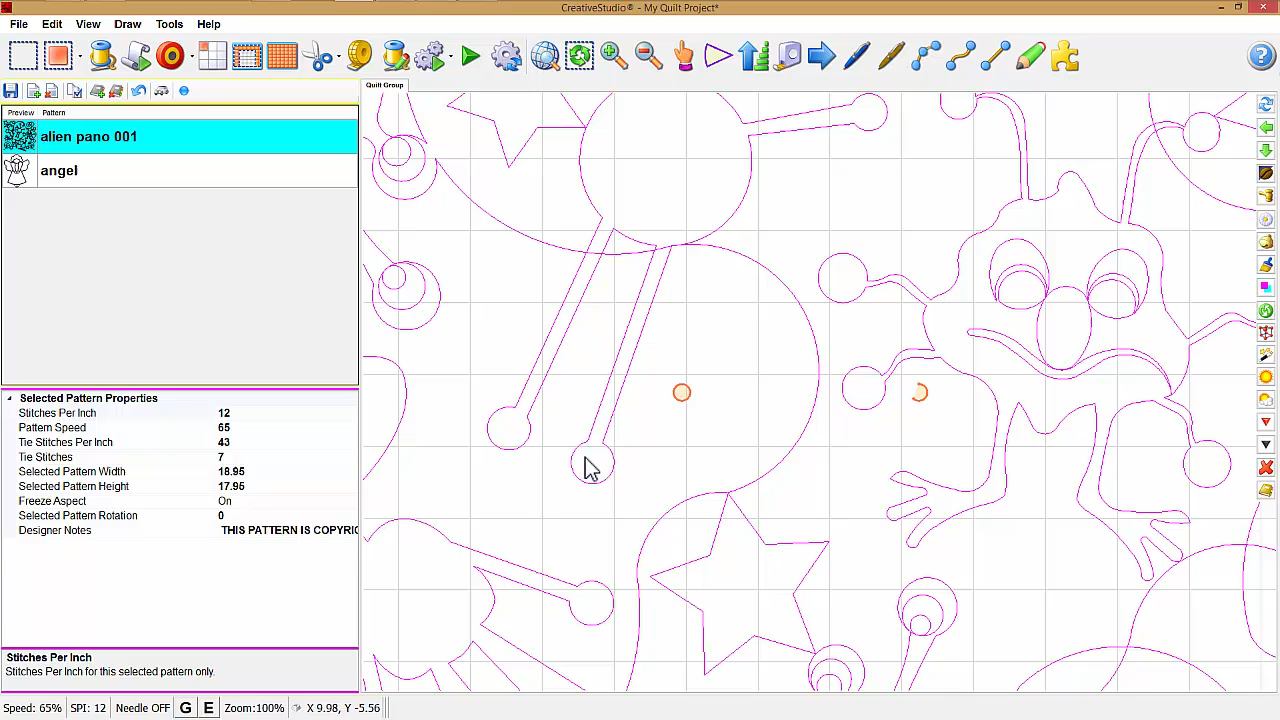 CreativeStudio® - My Quilt Project*
File Edit View Draw Tools Help
Quilt Group
Preview Pattern
alien pano 001
angel
Selected Pattern Properties
Stitches Per Inch 12
Pattern Speed 65
Tie Stitches Per Inch 43
Tie Stitches 7
Selected Pattern Width 18.95
Selected Pattern Height 17.95
Freeze Aspect On
Selected Pattern Rotation 0
Designer Notes THIS PATTERN IS COPYRIG
Stitches Per Inch
Stitches Per Inch for this selected pattern only.
Speed: 65% SPI: 12 Needle OFF G E Zoom:100% X 9.98, Y -5.56